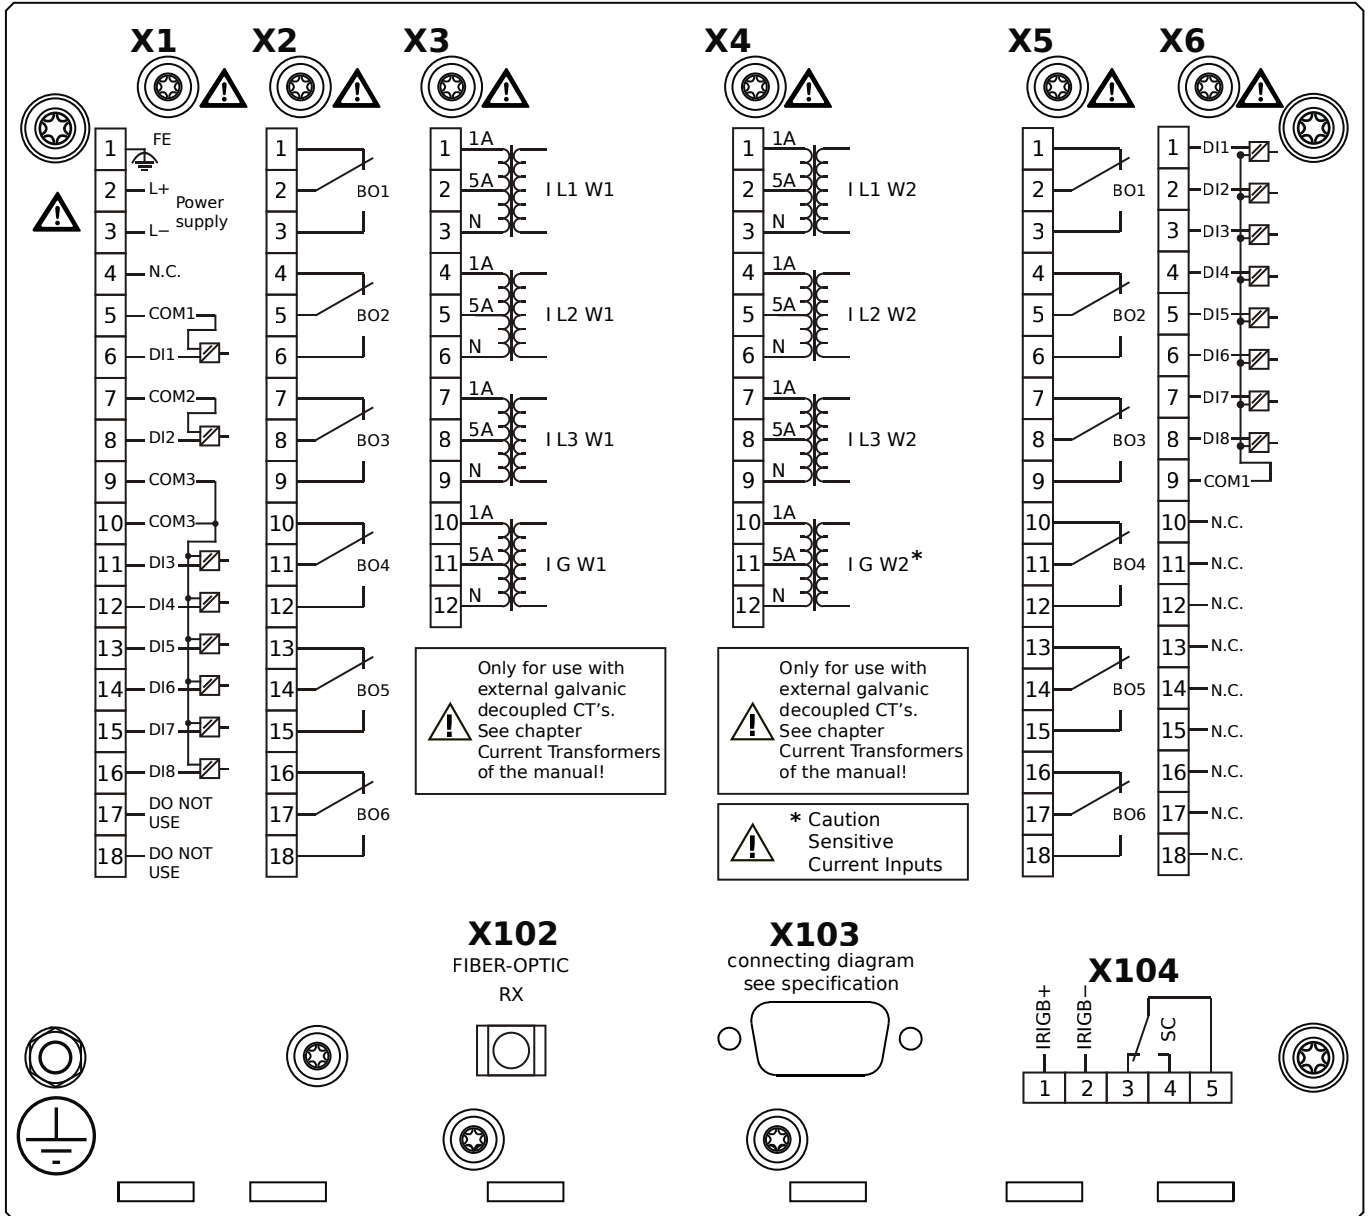 X1
X2
X3
X4
X5
X6
1
FE
2
L+
Power
supply
3
L−
4
N.C.
5
COM1
6
DI1
7
COM2
8
DI2
9
COM3
10
COM3
11
DI3
12
DI4
13
DI5
14
DI6
15
DI7
16
DI8
17
DO NOT
USE
18
DO NOT
USE
1
2
BO1
3
4
5
BO2
6
7
8
BO3
9
10
11
BO4
12
13
14
BO5
15
16
17
BO6
18
1
1A
2
5A
I L1 W1
3
N
4
1A
5
5A
I L2 W1
6
N
7
1A
8
5A
I L3 W1
9
N
10
1A
11
5A
I G W1
12
N
Only for use with
external galvanic
decoupled CT's.
See chapter
Current Transformers
of the manual!
1
1A
2
5A
I L1 W2
3
N
4
1A
5
5A
I L2 W2
6
N
7
1A
8
5A
I L3 W2
9
N
10
1A
11
5A
I G W2*
12
N
Only for use with
external galvanic
decoupled CT's.
See chapter
Current Transformers
of the manual!
* Caution
Sensitive
Current Inputs
1
2
BO1
3
4
5
BO2
6
7
8
BO3
9
10
11
BO4
12
13
14
BO5
15
16
17
BO6
18
1
DI1
2
DI2
3
DI3
4
DI4
5
DI5
6
DI6
7
DI7
8
DI8
9
COM1
10
N.C.
11
N.C.
12
N.C.
13
N.C.
14
N.C.
15
N.C.
16
N.C.
17
N.C.
18
N.C.
X102
FIBER-OPTIC
RX
X103
connecting diagram
see specification
X104
IRIGB+
IRIGB−
SC
1 2 3 4 5